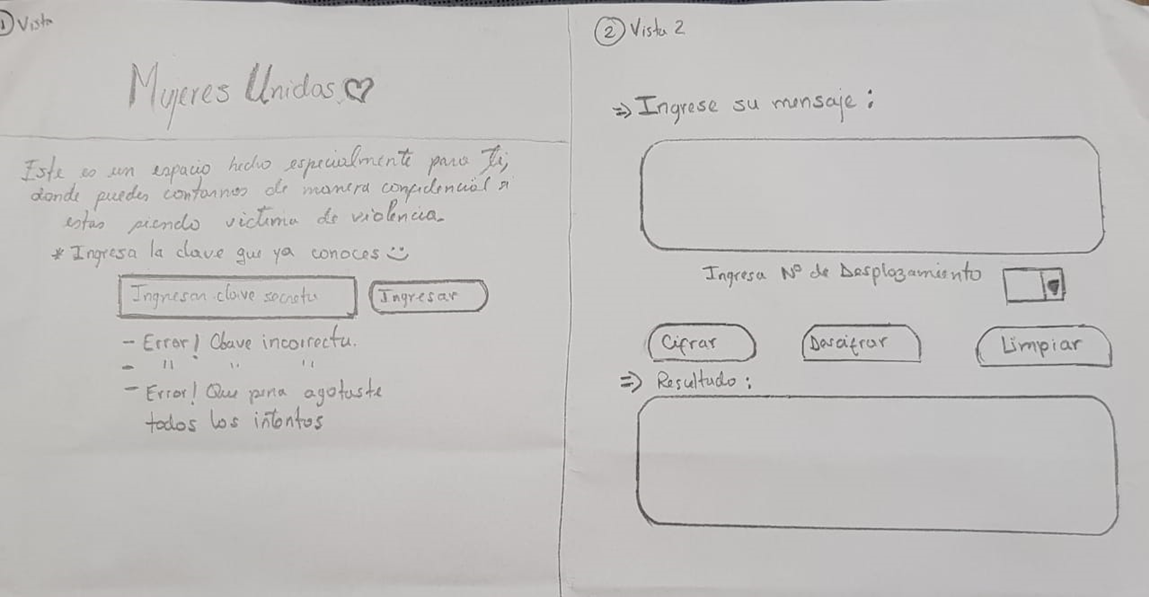 ① Vista
Mujeres Unidas ♡
Este es un espacio hecho especialmente para ti,
donde puedes contarnos de manera confidencial si
estas siendo victima de violencia.
* Ingresa la clave que ya conoces
Ingresar clave secreta
Ingresar
- Error! Clave incorrecta.
- " " "
- Error! Que pena agotaste
todos los intentos
② Vista 2
⇒ Ingrese su mensaje :
Ingresa Nº de Desplazamiento
Cifrar
Descifrar
Limpiar
⇒ Resultado :